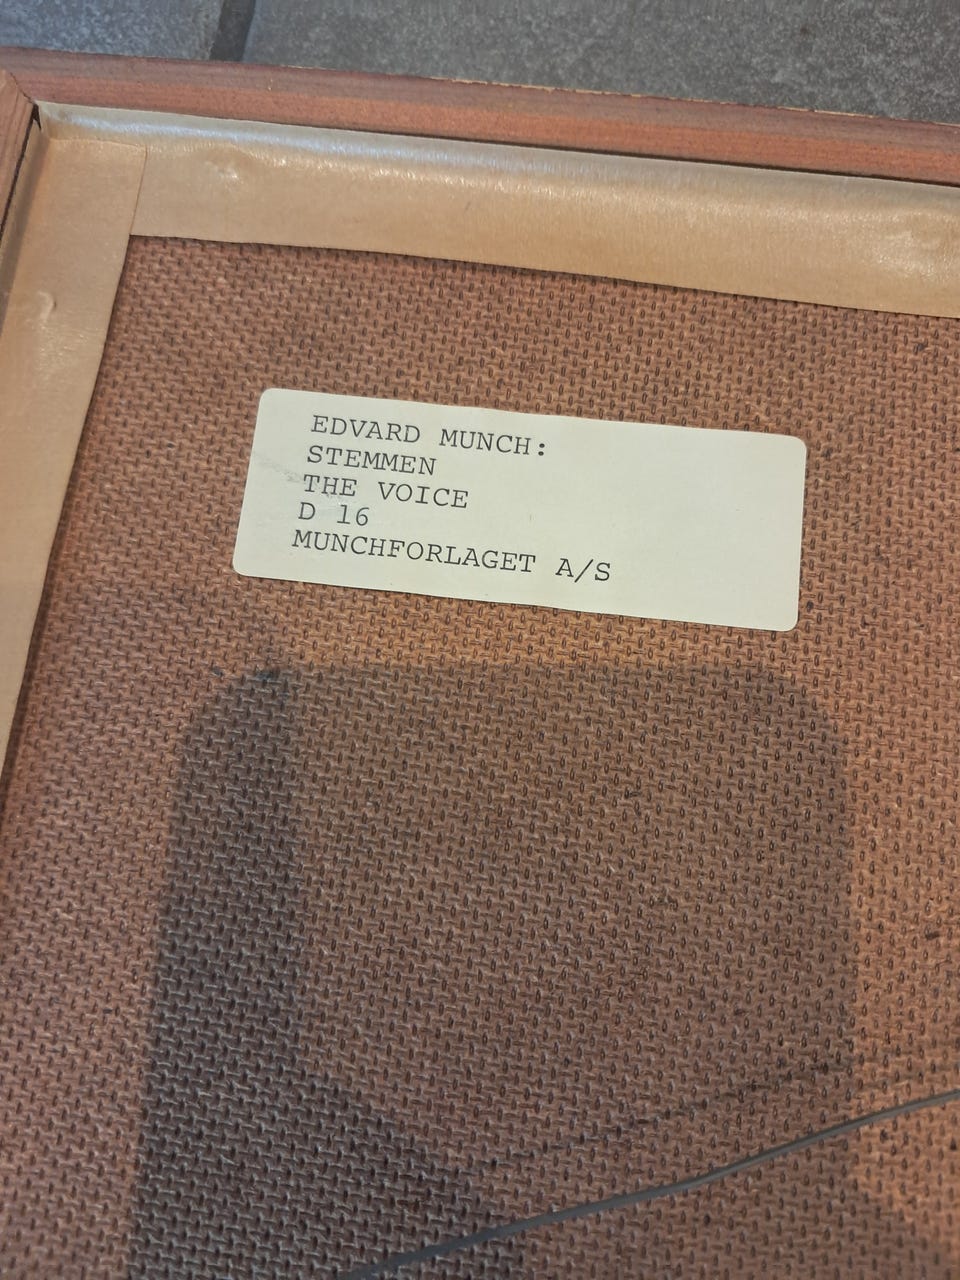 EDVARD MUNCH:
STEMMEN
THE VOICE
D 16
MUNCHFORLAGET A/S